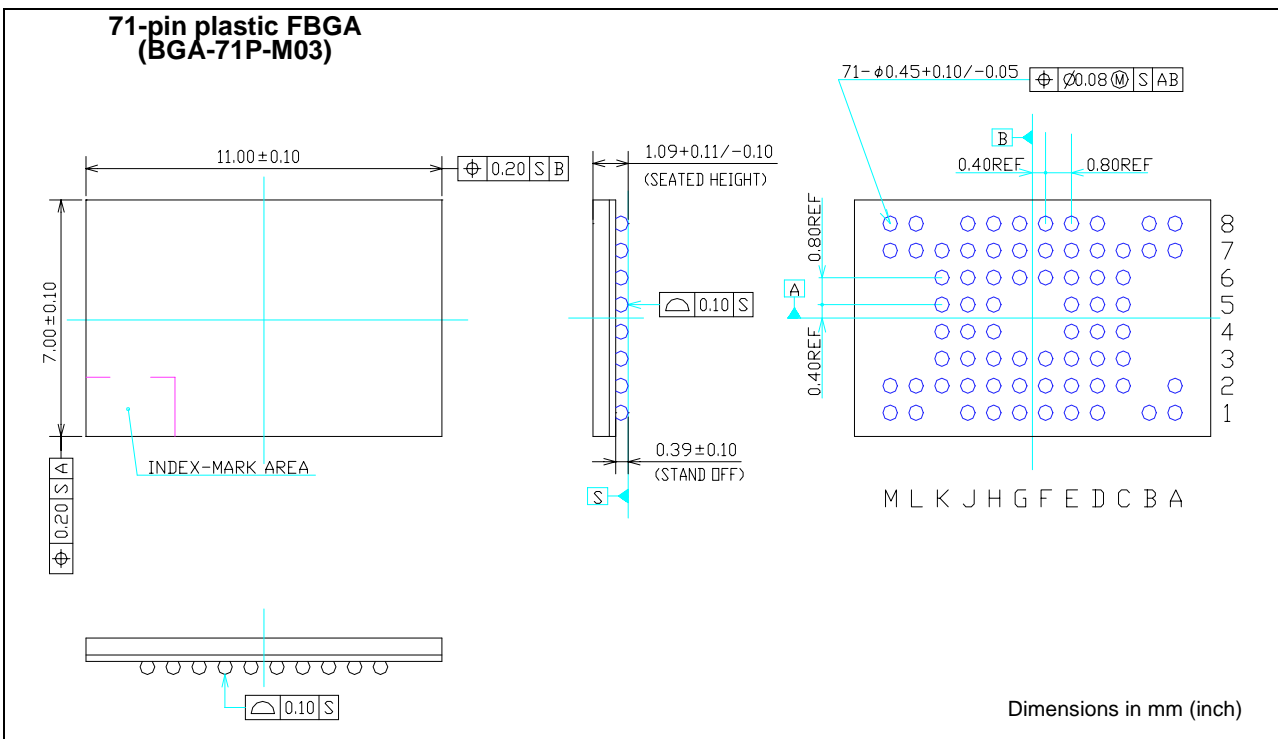 71-pin plastic FBGA
(BGA-71P-M03)
71-ϕ0.45+0.10/-0.05
⌖ Ø0.08 Ⓜ S AB
B
11.00±0.10
⌖ 0.20 S B
1.09+0.11/-0.10
(SEATED HEIGHT)
0.40REF
0.80REF
0.80REF
8
7
6
5
4
3
2
1
A
0.40REF
⌓ 0.10 S
7.00±0.10
INDEX-MARK AREA
⌖ 0.20 S A
0.39±0.10
(STAND OFF)
S
M L K J H G F E D C B A
⌓ 0.10 S
Dimensions in mm (inch)